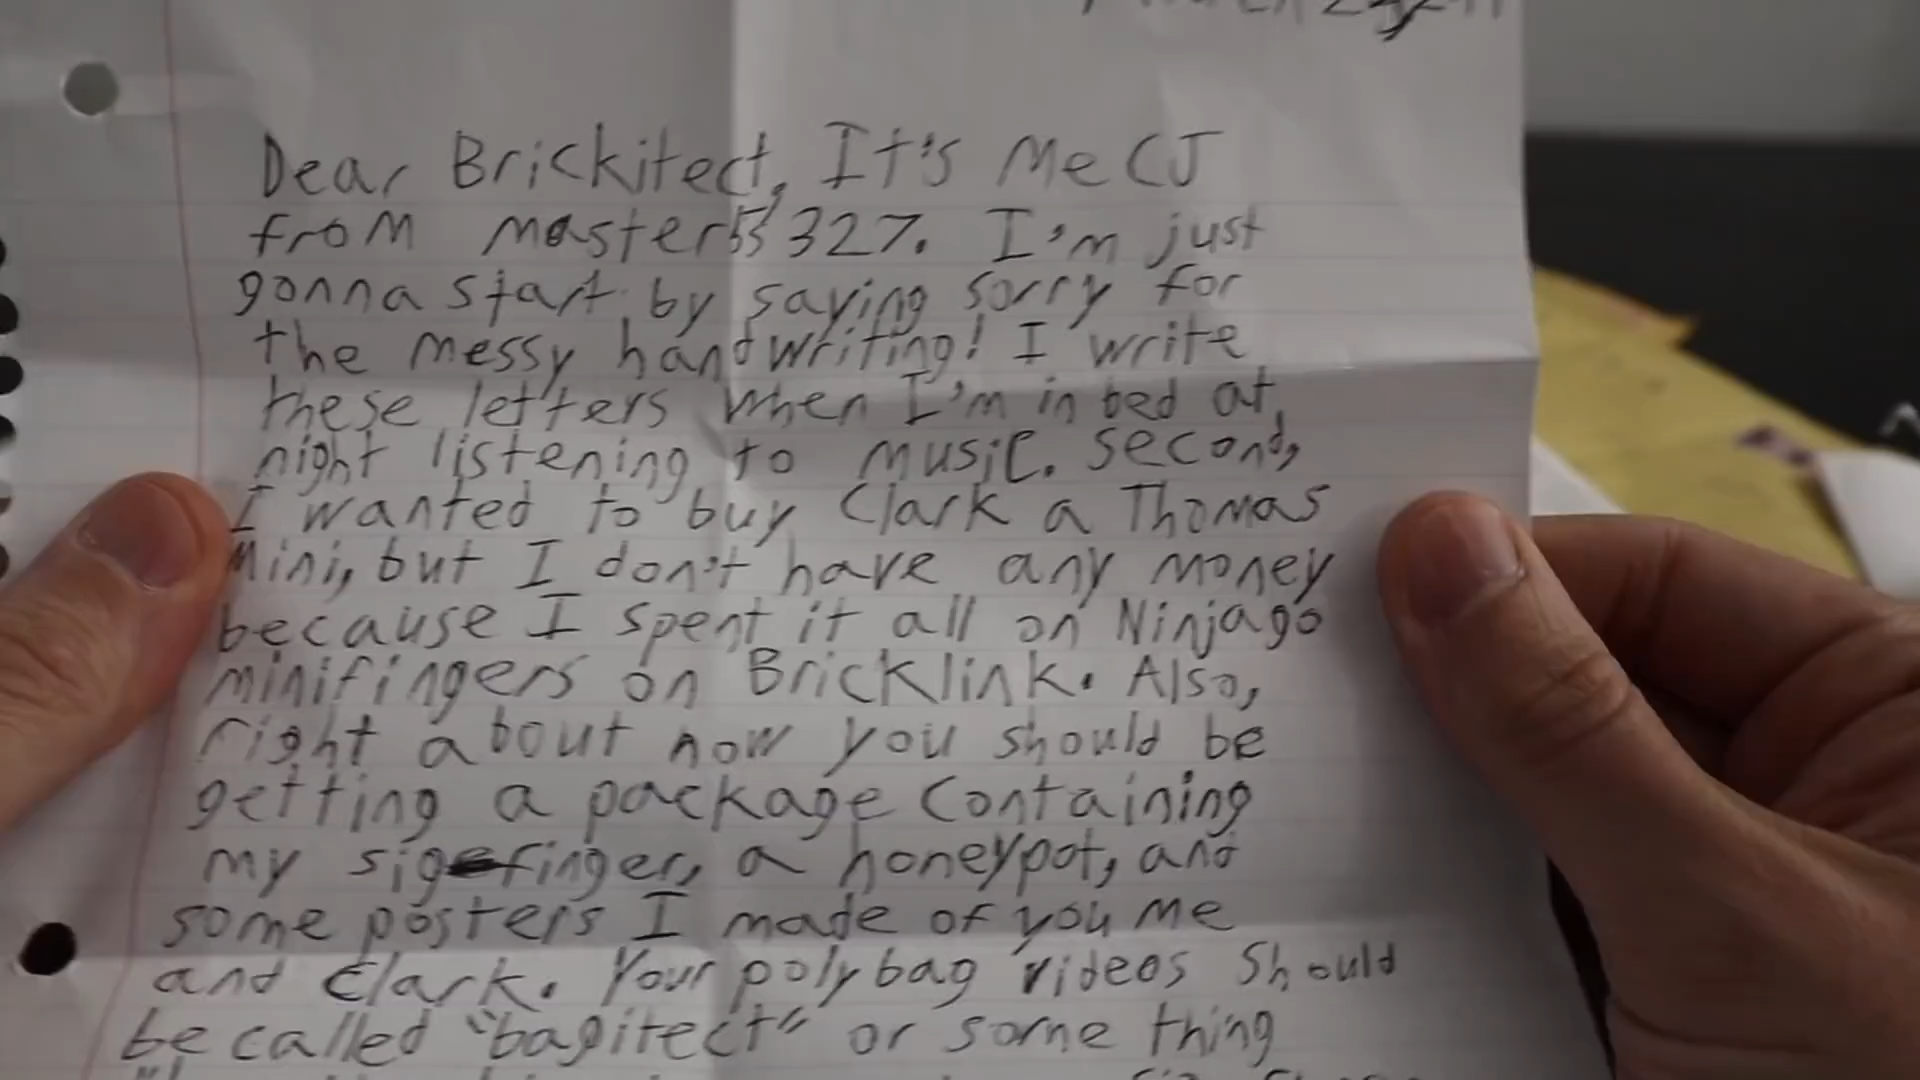 March
Dear Brickitect, It's Me CJ
from master55327. I'm just
gonna start by saying sorry for
the messy handwriting! I write
these letters when I'm in bed at
night listening to music. Second,
I wanted to buy Clark a Thomas
Mini, but I don't have any money
because I spent it all on Ninjago
minifingers on Bricklink. Also,
right about now you should be
getting a package containing
my sigfinger, a honeypot, and
some posters I made of you me
and Clark. Your polybag videos should
be called "bagitect" or some thing